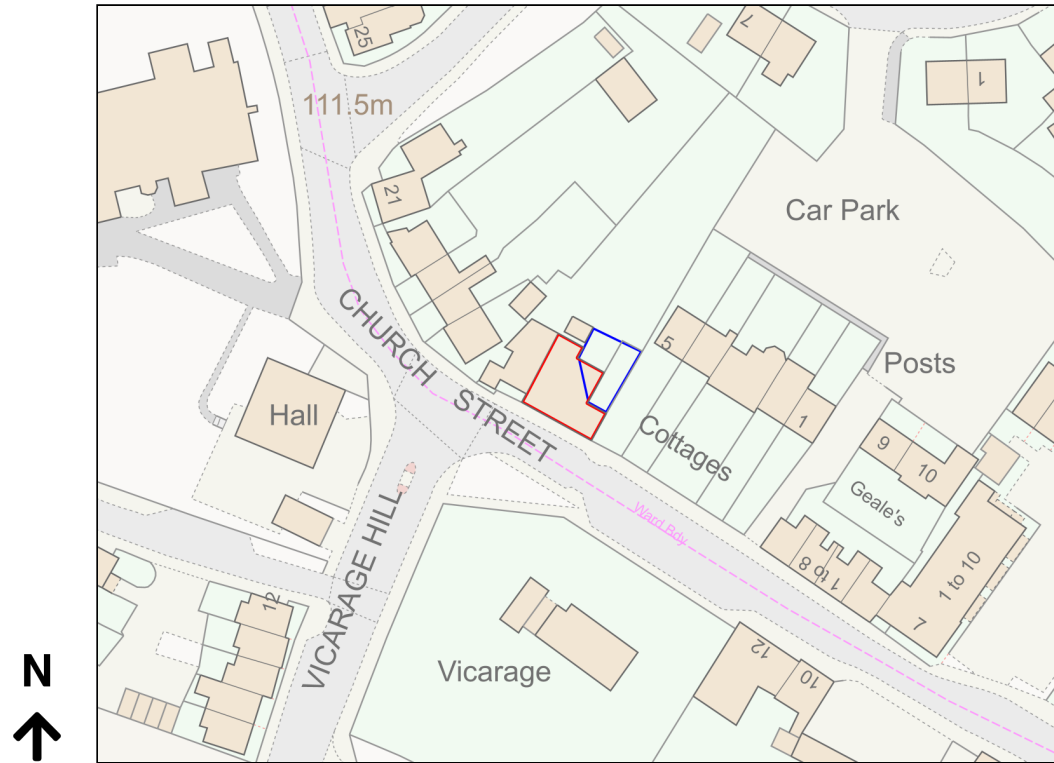 25
7
1
111.5m
21
Car Park
CHURCH STREET
5
Posts
Hall
Cottages
1
9
10
Geale's
Ward Bdy
VICARAGE HILL
1 to 8
1 to 10
7
12
Vicarage
12
10
N